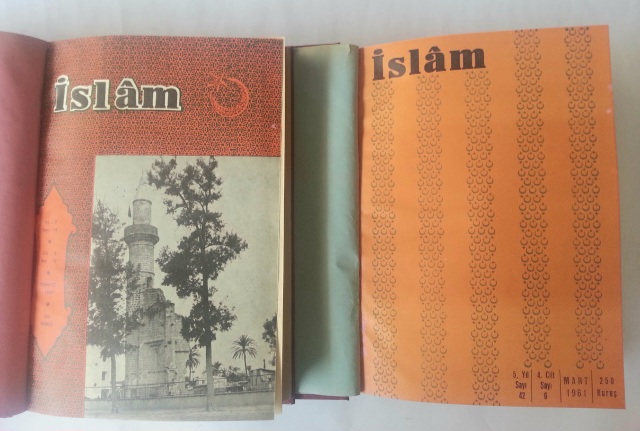 İslâm
İslâm
5. Yıl
Sayı
42
4. Cilt
Sayı
6
MART
1961
250
Kuruş